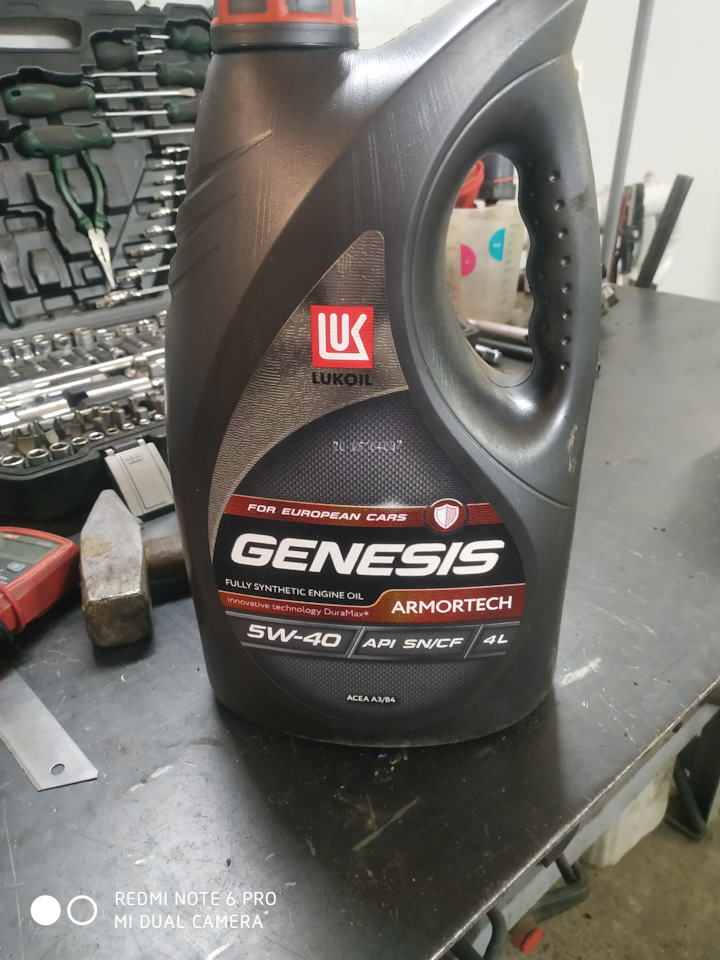 LUK
LUKOIL
FOR EUROPEAN CARS
GENESIS
FULLY SYNTHETIC ENGINE OIL
innovative technology DuraMax®
ARMORTECH
5W-40
API SN/CF
4L
ACEA A3/B4
REDMI NOTE 6 PRO
MI DUAL CAMERA